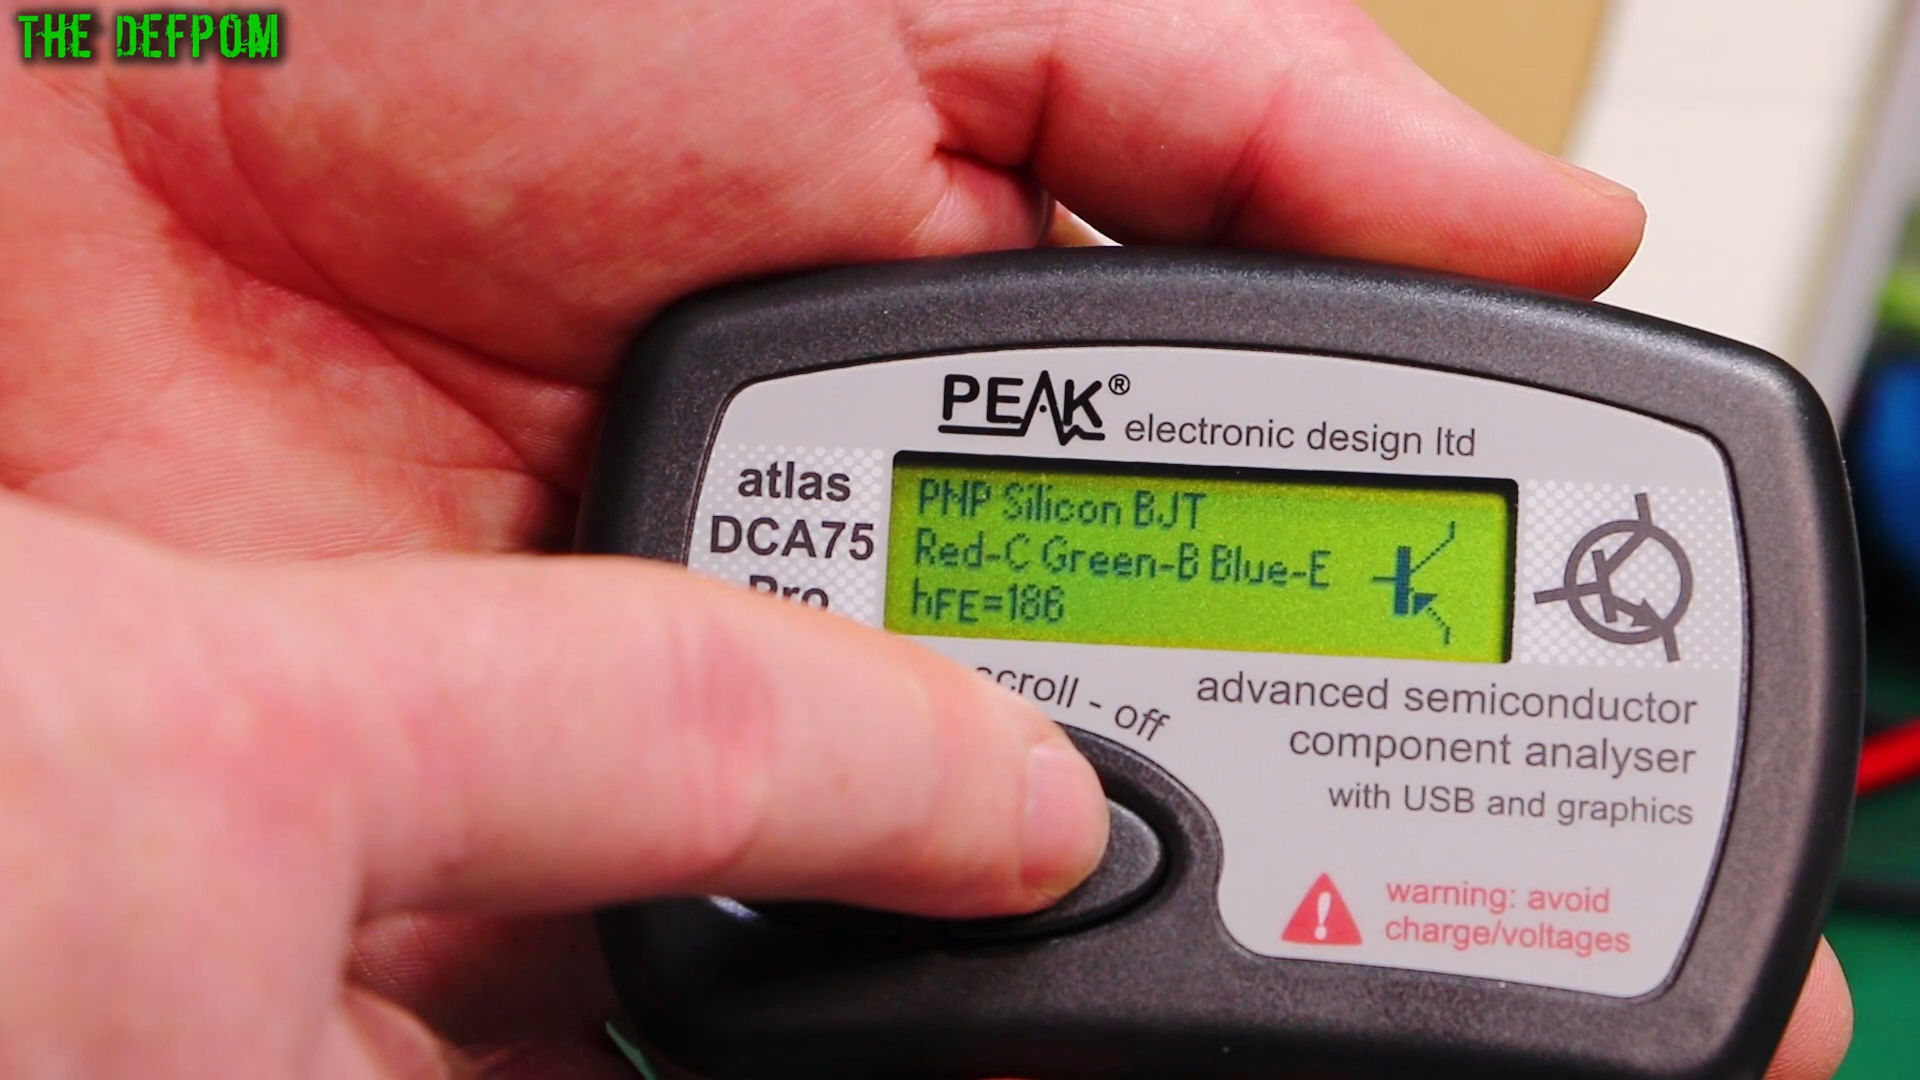 THE DEFPOM
PEAK®
electronic design ltd
atlas
DCA75
Pro
PNP Silicon BJT
Red-C Green-B Blue-E
hFE=186
scroll - off
advanced semiconductor
component analyser
with USB and graphics
warning: avoid
charge/voltages